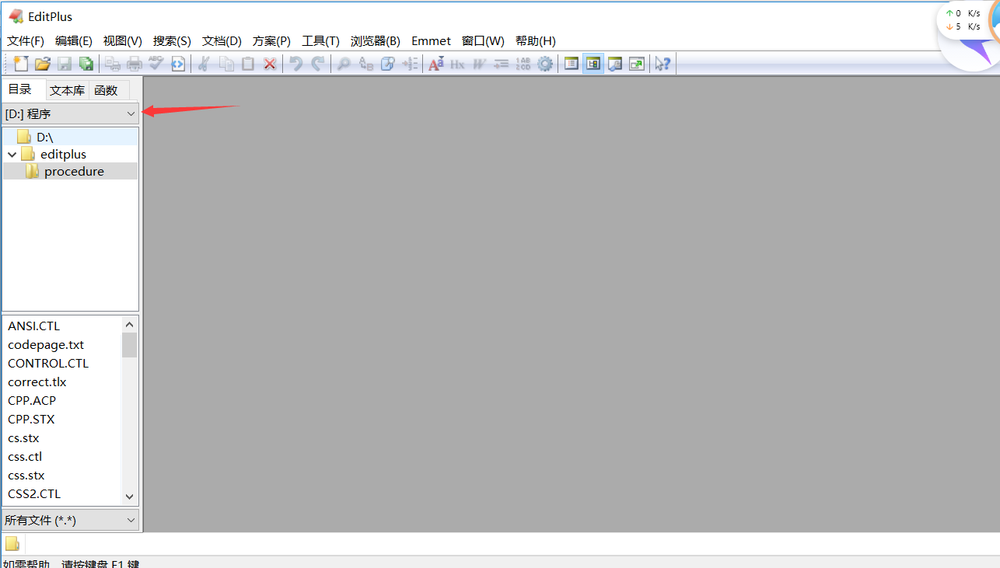 EditPlus
↑ 0 K/s
↓ 5 K/s
文件(F) 编辑(E) 视图(V) 搜索(S) 文档(D) 方案(P) 工具(T) 浏览器(B) Emmet 窗口(W) 帮助(H)
目录 文本库 函数
[D:] 程序
D:\
editplus
procedure
ANSI.CTL
codepage.txt
CONTROL.CTL
correct.tlx
CPP.ACP
CPP.STX
cs.stx
css.ctl
css.stx
CSS2.CTL
所有文件 (*.*)
如需帮助，请按键盘 F1 键